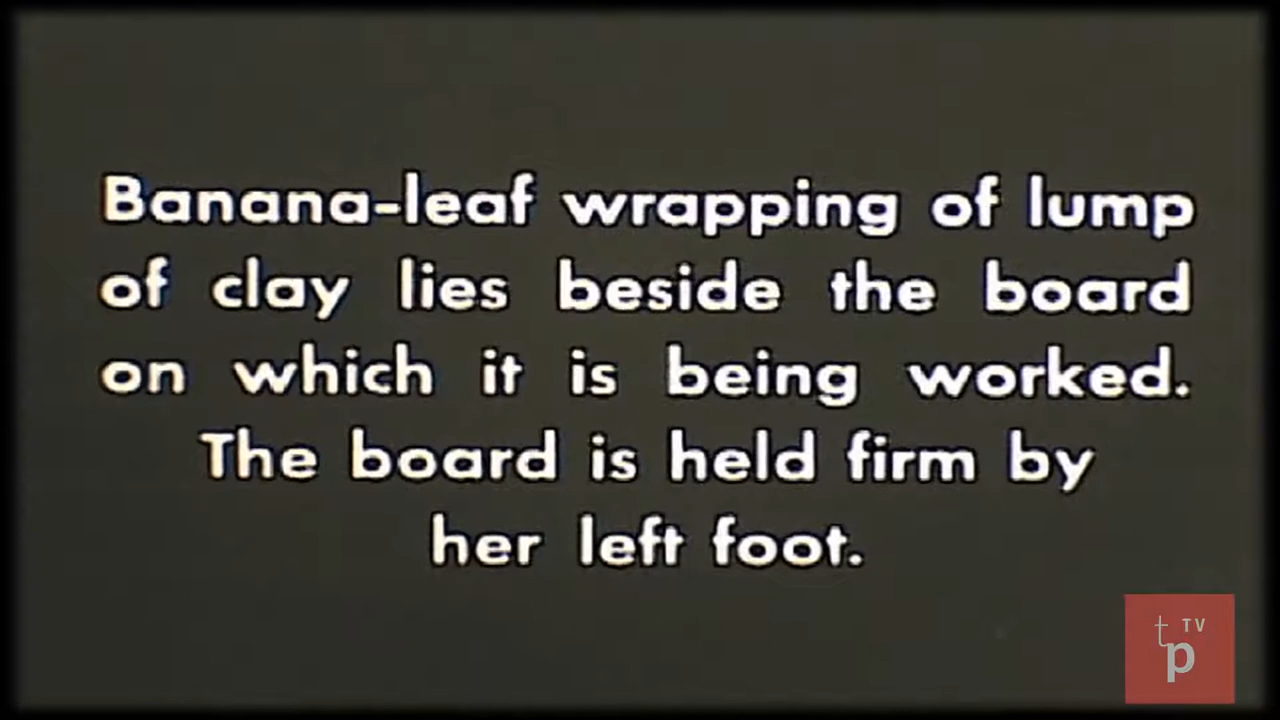 Banana-leaf wrapping of lump
of clay lies beside the board
on which it is being worked.
The board is held firm by
her left foot.
tp TV